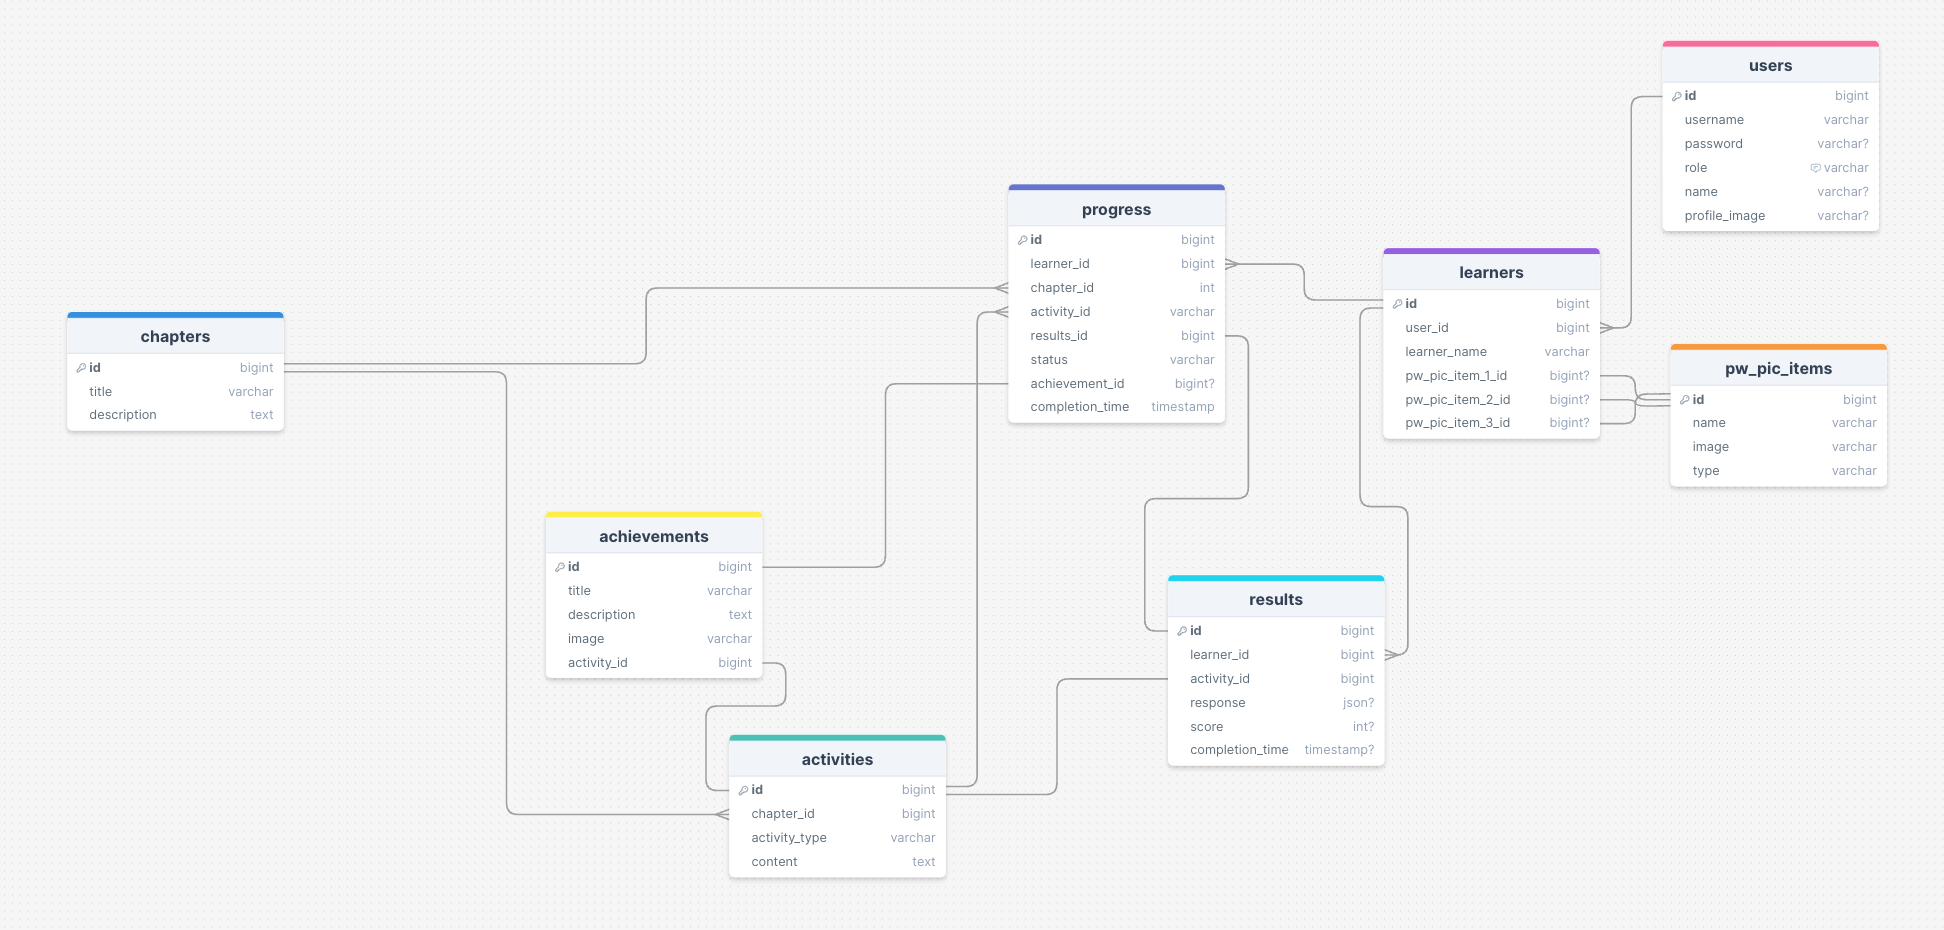 users
id bigint
username varchar
password varchar?
role varchar
name varchar?
profile_image varchar?
progress
id bigint
learner_id bigint
chapter_id int
activity_id varchar
results_id bigint
status varchar
achievement_id bigint?
completion_time timestamp
learners
id bigint
user_id bigint
learner_name varchar
pw_pic_item_1_id bigint?
pw_pic_item_2_id bigint?
pw_pic_item_3_id bigint?
chapters
id bigint
title varchar
description text
pw_pic_items
id bigint
name varchar
image varchar
type varchar
achievements
id bigint
title varchar
description text
image varchar
activity_id bigint
results
id bigint
learner_id bigint
activity_id bigint
response json?
score int?
completion_time timestamp?
activities
id bigint
chapter_id bigint
activity_type varchar
content text